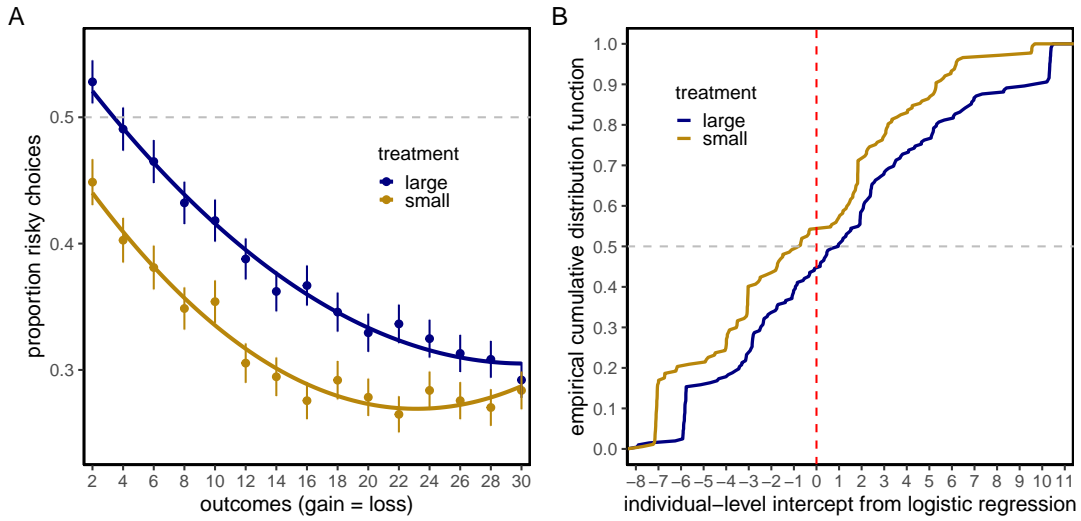 A
proportion risky choices
0.5
0.4
0.3
treatment
large
small
2 4 6 8 10 12 14 16 18 20 22 24 26 28 30
outcomes (gain = loss)
B
empirical cumulative distribution function
1.0
0.9
0.8
0.7
0.6
0.5
0.4
0.3
0.2
0.1
0.0
treatment
large
small
−8 −7 −6 −5 −4 −3 −2 −1 0 1 2 3 4 5 6 7 8 9 10 11
individual−level intercept from logistic regression